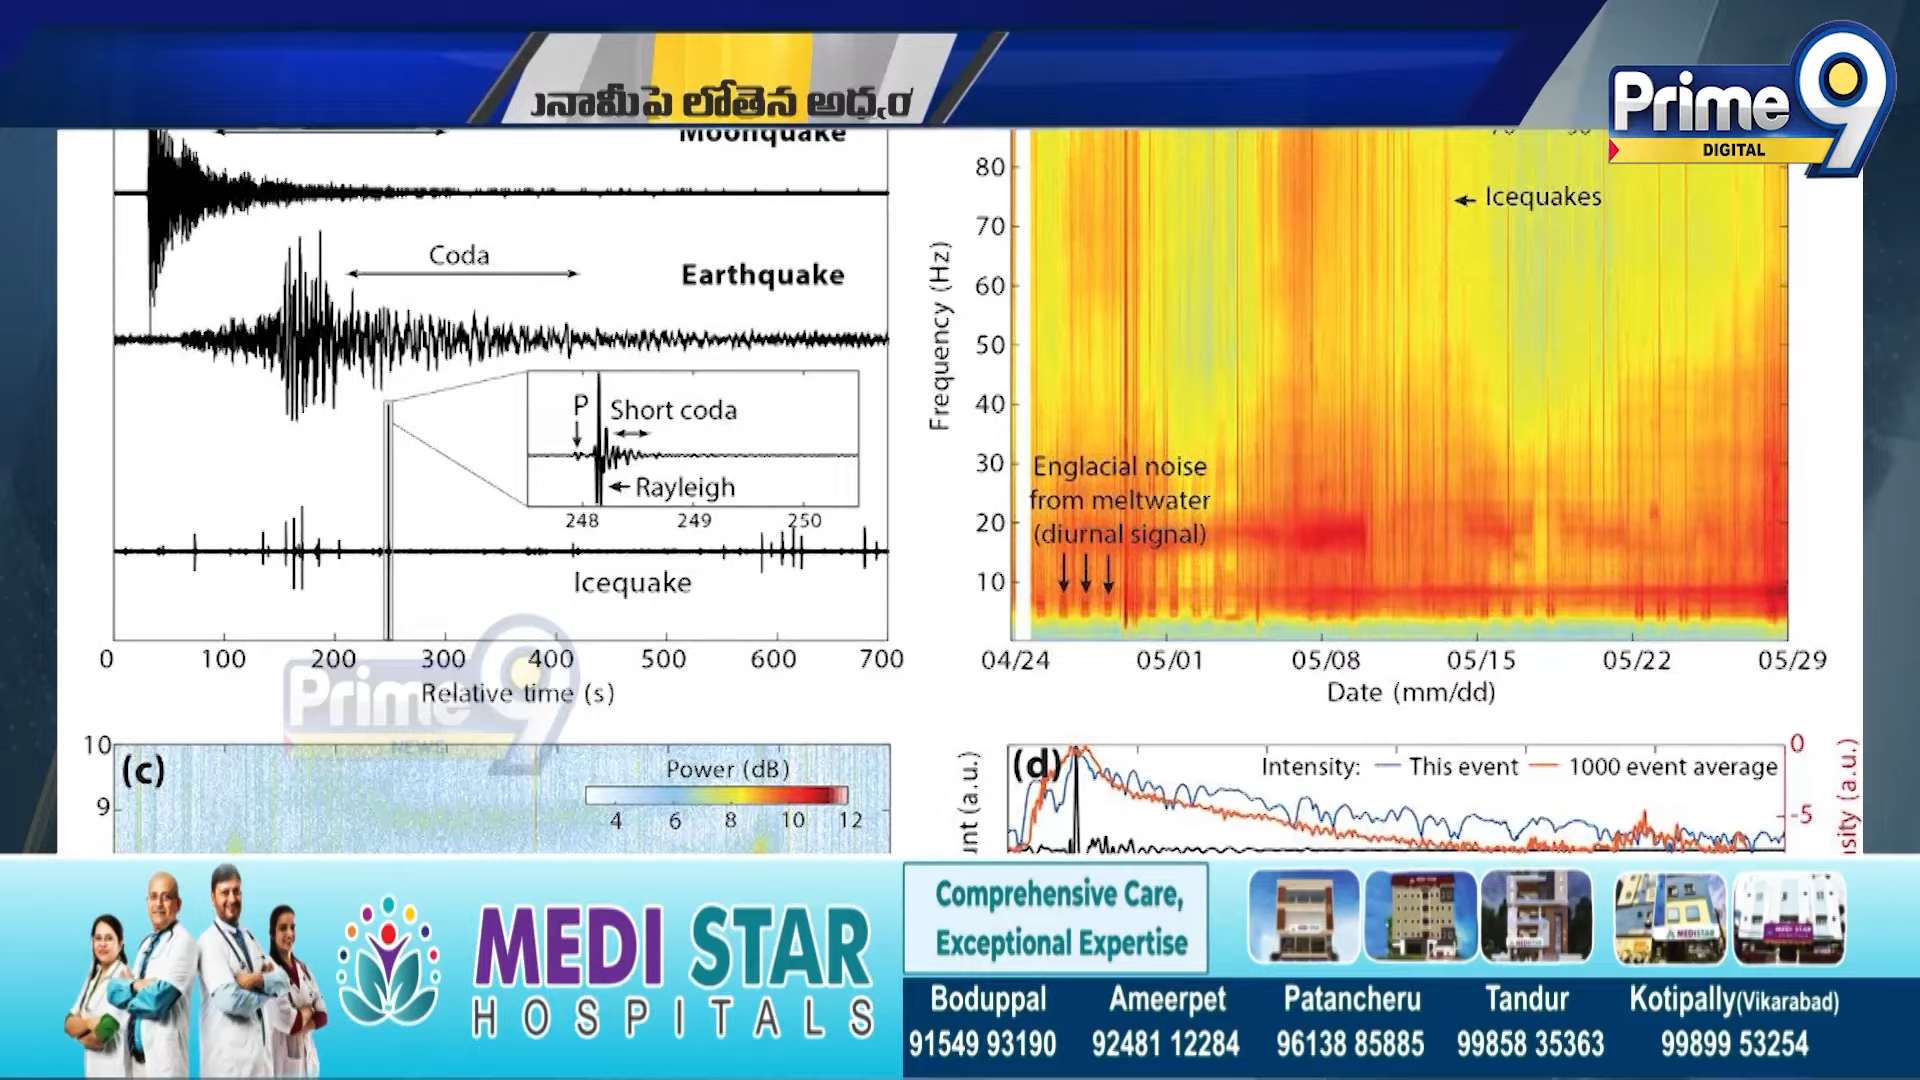 లోతైన
Prime9
DIGITAL
Moonquake
Coda
Earthquake
P
Short coda
Rayleigh
248 249 250
Icequake
0 100 200 300 400 500 600 700
Relative time (s)
80
70
60
50
40
30
20
10
Frequency (Hz)
Icequakes
Englacial noise
from meltwater
(diurnal signal)
04/24 05/01 05/08 05/15 05/22 05/29
Date (mm/dd)
Prime9
NEWS
10
9
(c)
Power (dB)
4 6 8 10 12
(d)
(a.u.)
Intensity: This event 1000 event average
0
-5
(a.u.)
MEDI STAR
HOSPITALS
Comprehensive Care,
Exceptional Expertise
MEDISTAR
Boduppal Ameerpet Patancheru Tandur Kotipally(Vikarabad)
91549 93190 92481 12284 96138 85885 99858 35363 99899 53254